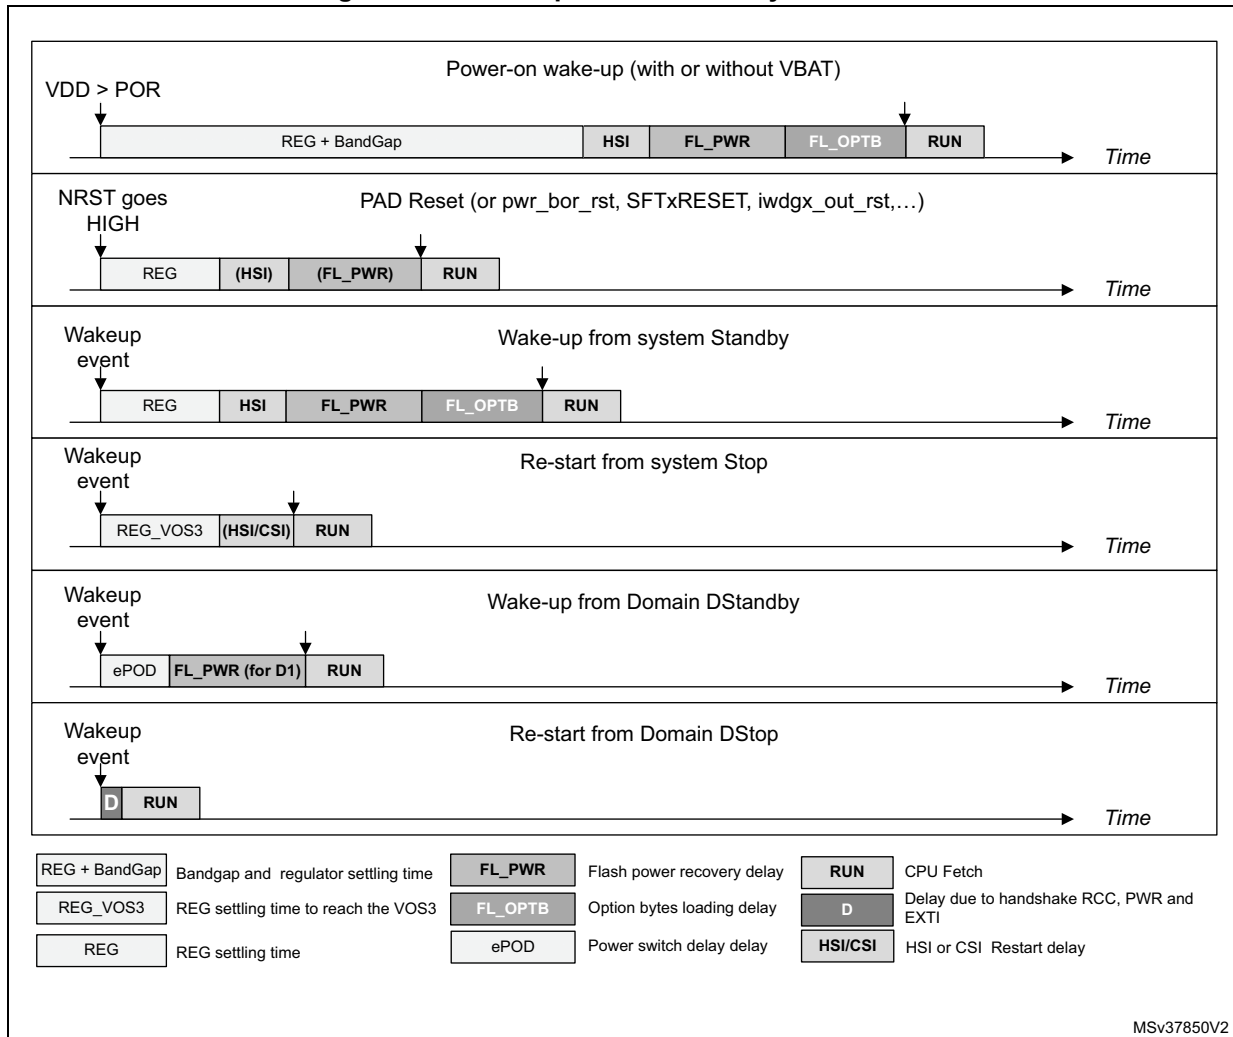 Power-on wake-up (with or without VBAT)
VDD > POR
REG + BandGap HSI FL_PWR FL_OPTB RUN
Time
NRST goes
HIGH
PAD Reset (or pwr_bor_rst, SFTxRESET, iwdgx_out_rst,…)
REG (HSI) (FL_PWR) RUN
Time
Wakeup
event
Wake-up from system Standby
REG HSI FL_PWR FL_OPTB RUN
Time
Wakeup
event
Re-start from system Stop
REG_VOS3 (HSI/CSI) RUN
Time
Wakeup
event
Wake-up from Domain DStandby
ePOD FL_PWR (for D1) RUN
Time
Wakeup
event
Re-start from Domain DStop
D RUN
Time
REG + BandGap Bandgap and regulator settling time
FL_PWR Flash power recovery delay
RUN CPU Fetch
REG_VOS3 REG settling time to reach the VOS3
FL_OPTB Option bytes loading delay
D Delay due to handshake RCC, PWR and
EXTI
REG REG settling time
ePOD Power switch delay delay
HSI/CSI HSI or CSI Restart delay
MSv37850V2